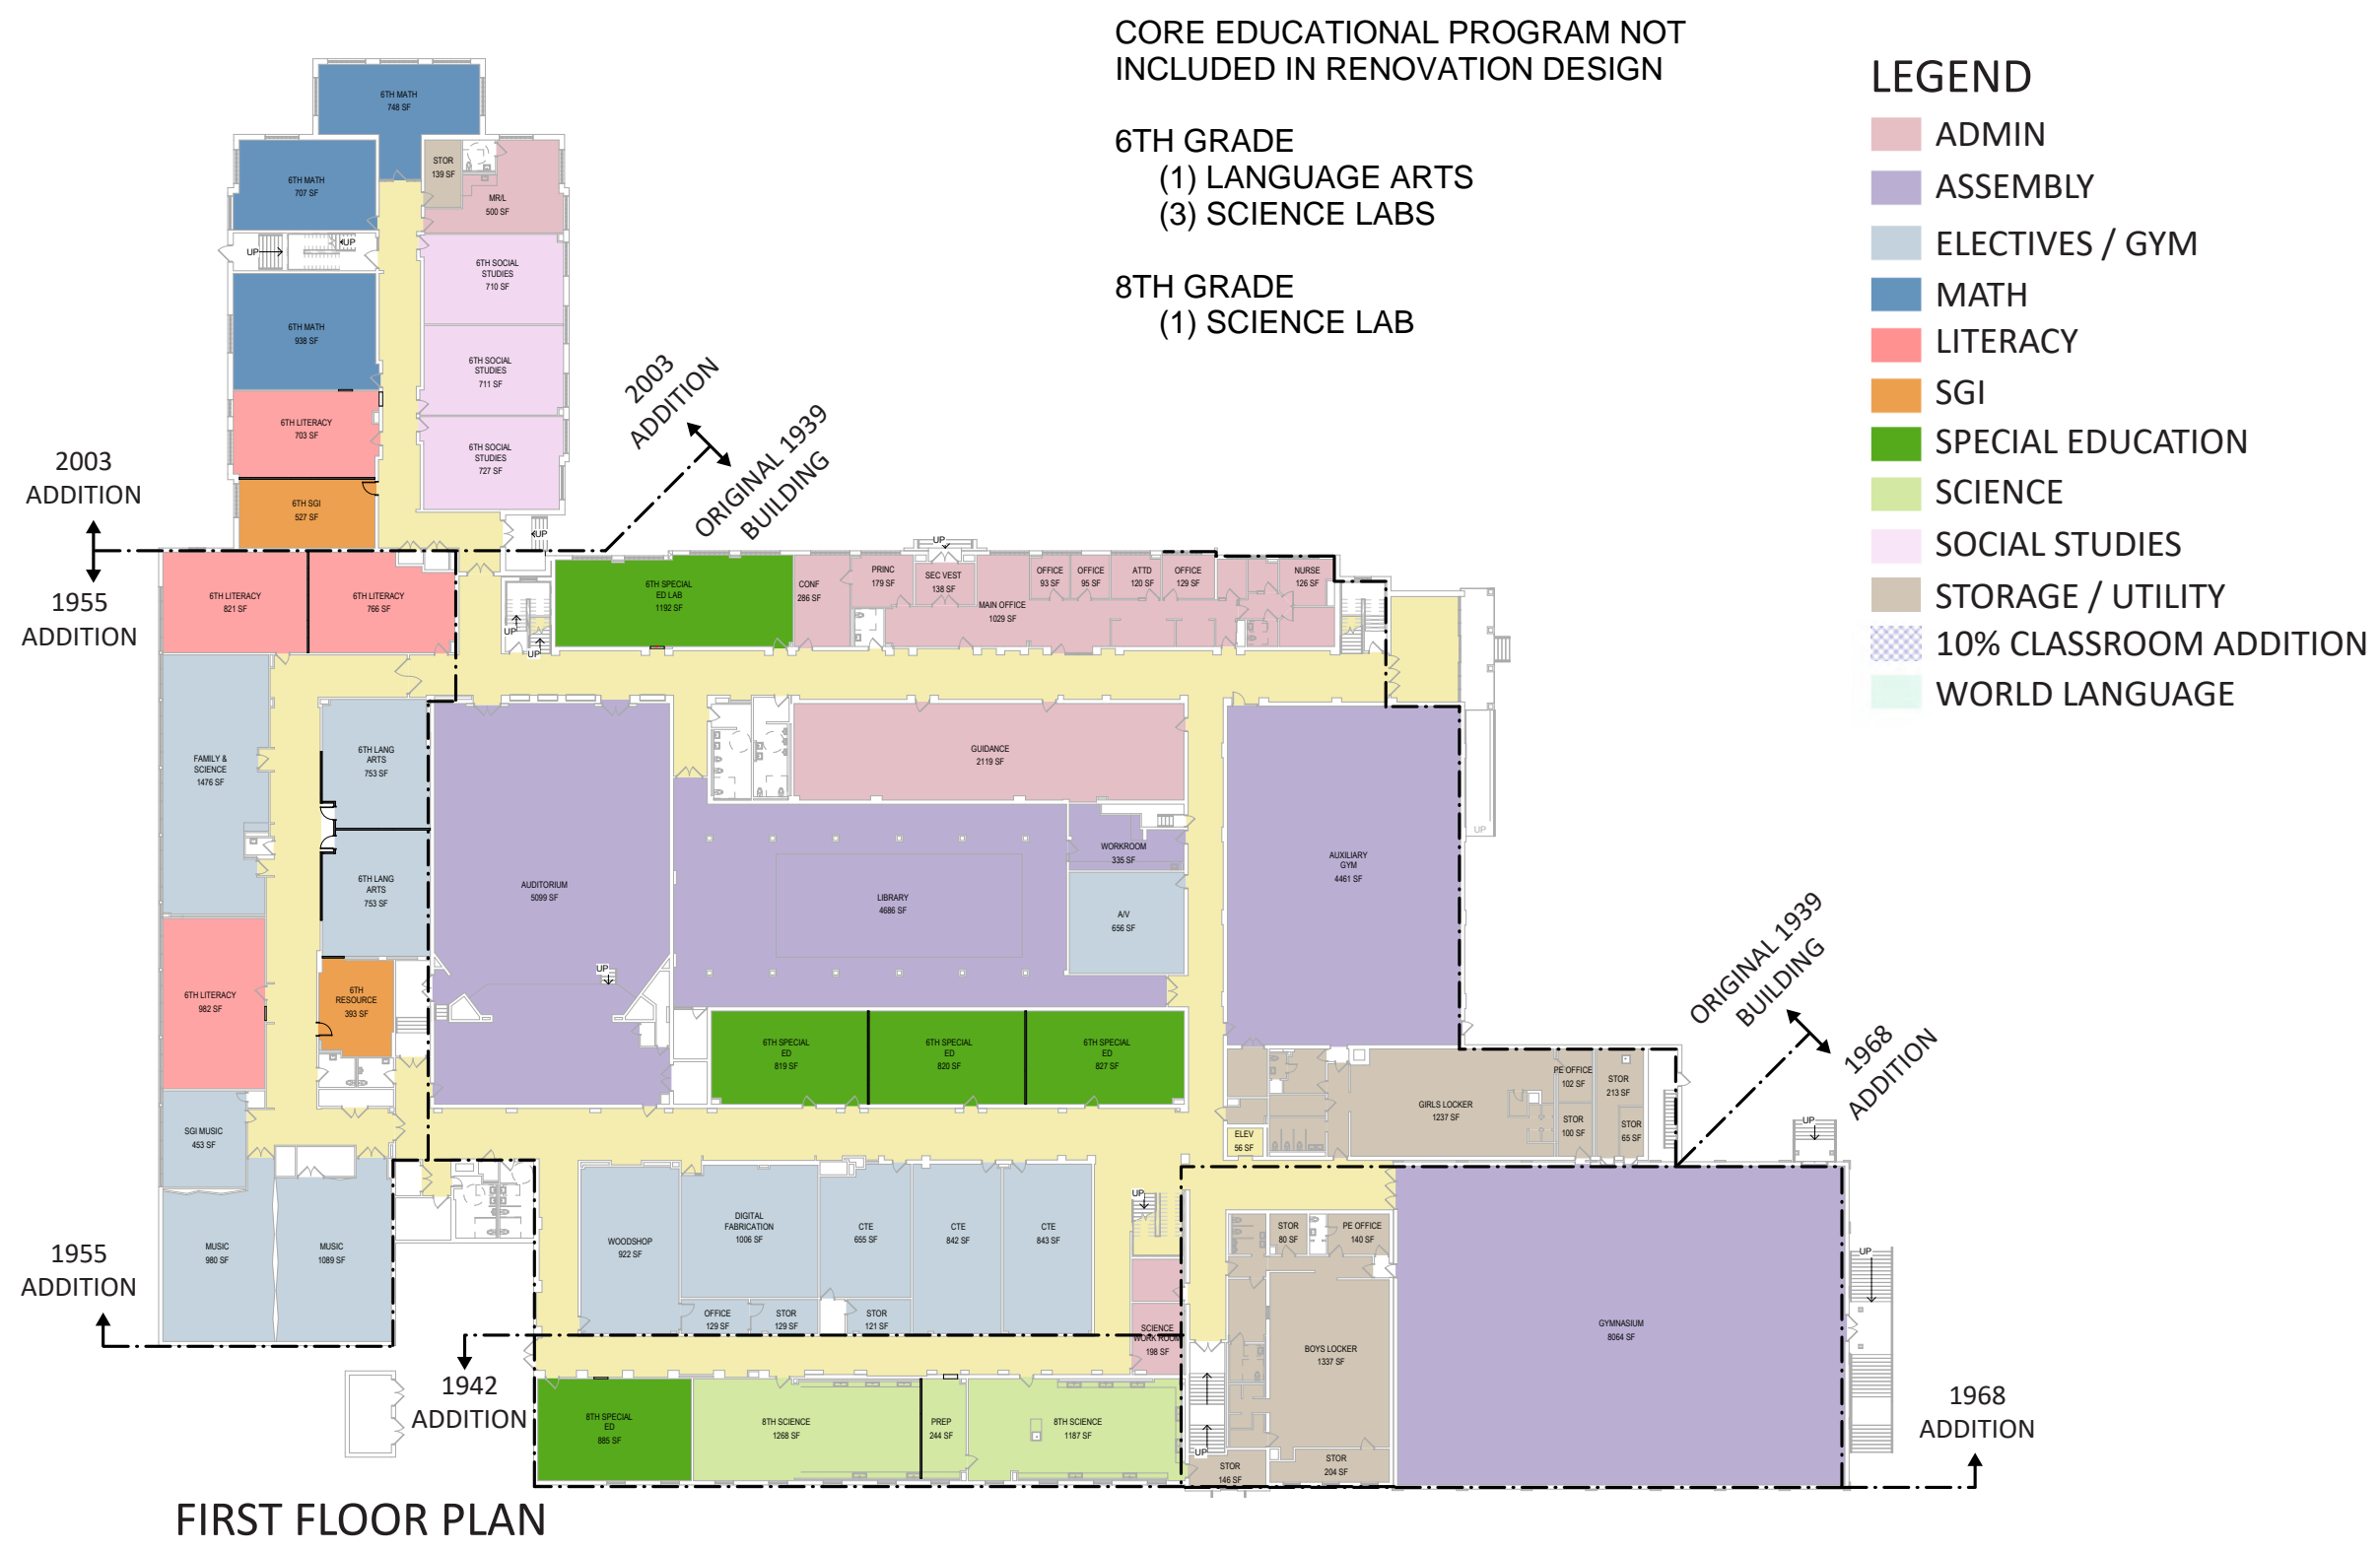 CORE EDUCATIONAL PROGRAM NOT
INCLUDED IN RENOVATION DESIGN
6TH GRADE
(1) LANGUAGE ARTS
(3) SCIENCE LABS
8TH GRADE
(1) SCIENCE LAB
LEGEND
ADMIN
ASSEMBLY
ELECTIVES / GYM
MATH
LITERACY
SGI
SPECIAL EDUCATION
SCIENCE
SOCIAL STUDIES
STORAGE / UTILITY
10% CLASSROOM ADDITION
WORLD LANGUAGE
6TH MATH
748 SF
6TH MATH
707 SF
STOR
139 SF
MR/L
500 SF
UP
UP
6TH SOCIAL
STUDIES
710 SF
6TH MATH
938 SF
6TH SOCIAL
STUDIES
711 SF
6TH LITERACY
703 SF
6TH SOCIAL
STUDIES
727 SF
6TH SGI
527 SF
UP
2003
ADDITION
1955
ADDITION
2003
ADDITION
ORIGINAL 1939
BUILDING
6TH LITERACY
821 SF
6TH LITERACY
766 SF
UP
UP
6TH SPECIAL
ED LAB
1192 SF
CONF
286 SF
PRINC
179 SF
UP
SEC VEST
138 SF
MAIN OFFICE
1029 SF
OFFICE
93 SF
OFFICE
95 SF
ATTD
120 SF
OFFICE
129 SF
NURSE
126 SF
FAMILY &
SCIENCE
1476 SF
6TH LANG
ARTS
753 SF
6TH LANG
ARTS
753 SF
AUDITORIUM
5099 SF
UP
GUIDANCE
2119 SF
WORKROOM
335 SF
LIBRARY
4686 SF
A/V
656 SF
AUXILIARY
GYM
4461 SF
UP
6TH LITERACY
982 SF
6TH
RESOURCE
393 SF
6TH SPECIAL
ED
819 SF
6TH SPECIAL
ED
820 SF
6TH SPECIAL
ED
827 SF
ORIGINAL 1939
BUILDING
1968
ADDITION
GIRLS LOCKER
1237 SF
PE OFFICE
102 SF
STOR
213 SF
STOR
100 SF
STOR
65 SF
ELEV
56 SF
UP
SGI MUSIC
453 SF
MUSIC
980 SF
MUSIC
1089 SF
WOODSHOP
922 SF
DIGITAL
FABRICATION
1006 SF
CTE
655 SF
CTE
842 SF
CTE
843 SF
OFFICE
129 SF
STOR
129 SF
STOR
121 SF
UP
SCIENCE
WORK ROOM
198 SF
STOR
80 SF
PE OFFICE
140 SF
BOYS LOCKER
1337 SF
GYMNASIUM
8064 SF
UP
1955
ADDITION
1942
ADDITION
8TH SPECIAL
ED
885 SF
8TH SCIENCE
1268 SF
PREP
244 SF
8TH SCIENCE
1187 SF
UP
STOR
146 SF
STOR
204 SF
1968
ADDITION
FIRST FLOOR PLAN